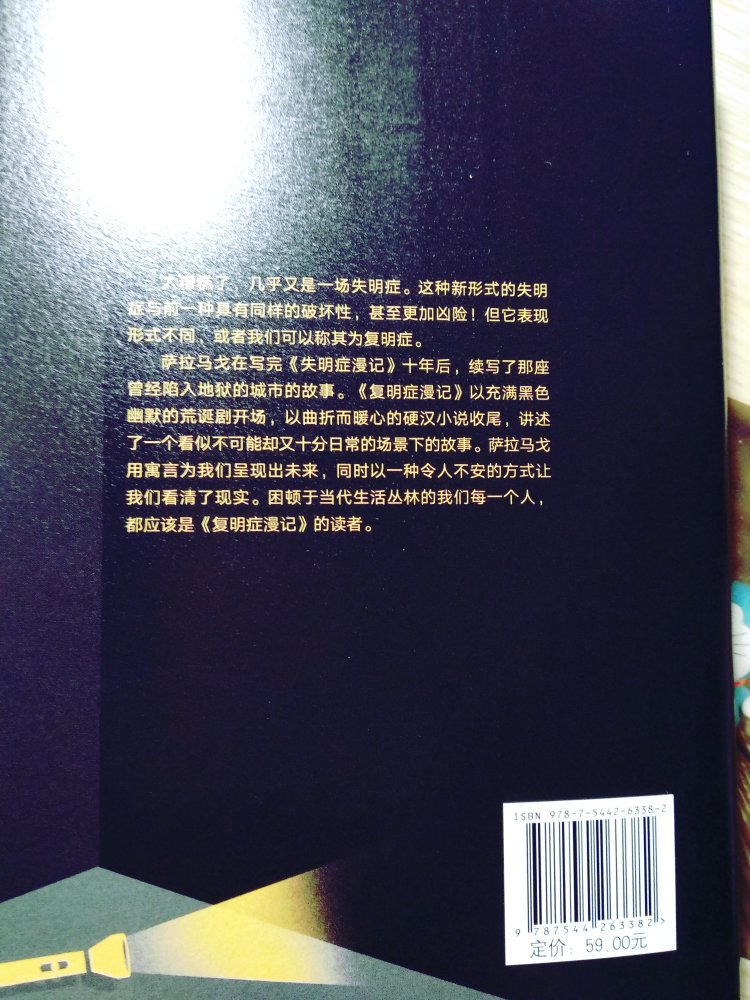 了，几乎又是一场失明症。这种新形式的失明
症与前一种具有同样的破坏性，甚至更加凶险！但它表现
形式不同，或者我们可以称其为复明症。
萨拉马戈在写完《失明症漫记》十年后，续写了那座
曾经陷入地狱的城市的故事。《复明症漫记》以充满黑色
幽默的荒诞剧开场，以曲折而暖心的硬汉小说收尾，讲述
了一个看似不可能却又十分日常的场景下的故事。萨拉马戈
用寓言为我们呈现出未来，同时以一种令人不安的方式让
我们看清了现实。困顿于当代生活丛林的我们每一个人，
都应该是《复明症漫记》的读者。
ISBN 978-7-5442-6338-2
9 787544 263382 >
定价：59.00元